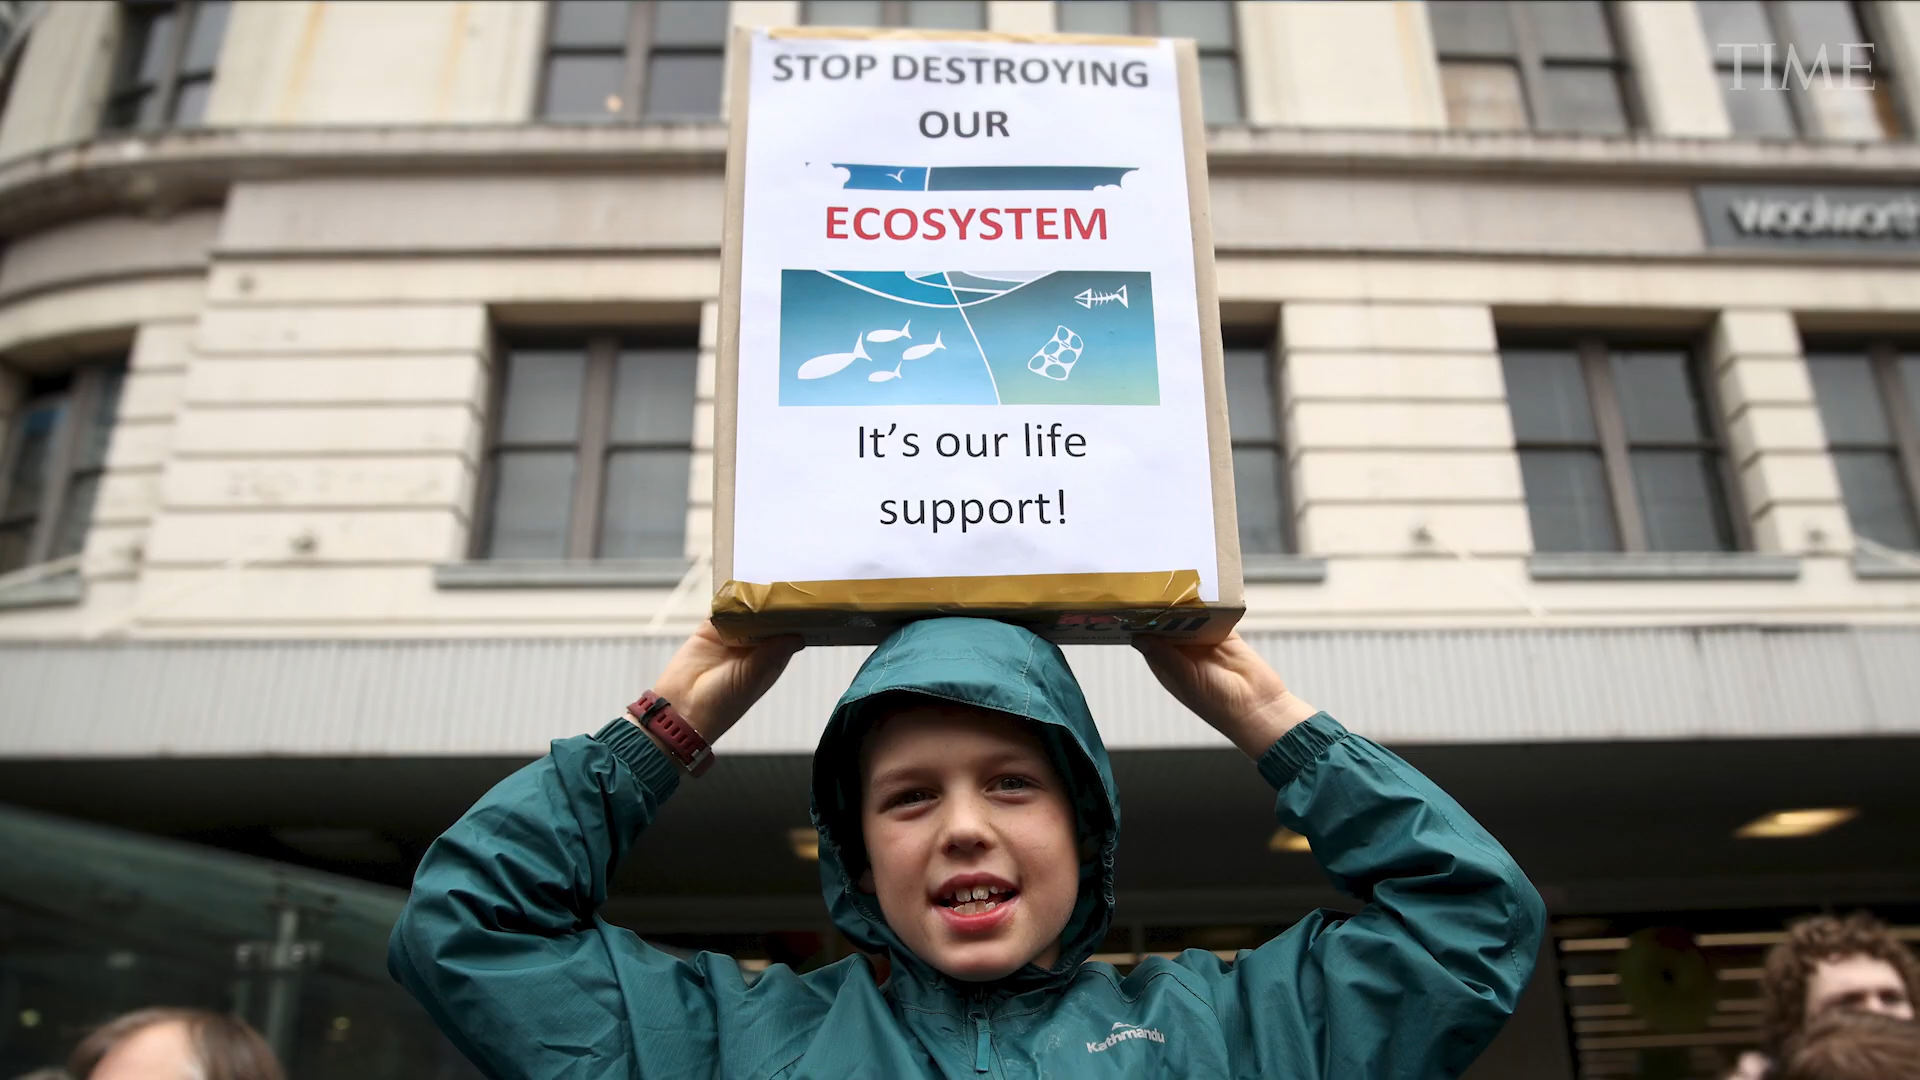 TIME
STOP DESTROYING
OUR
ECOSYSTEM
It's our life
support!
Kathmandu